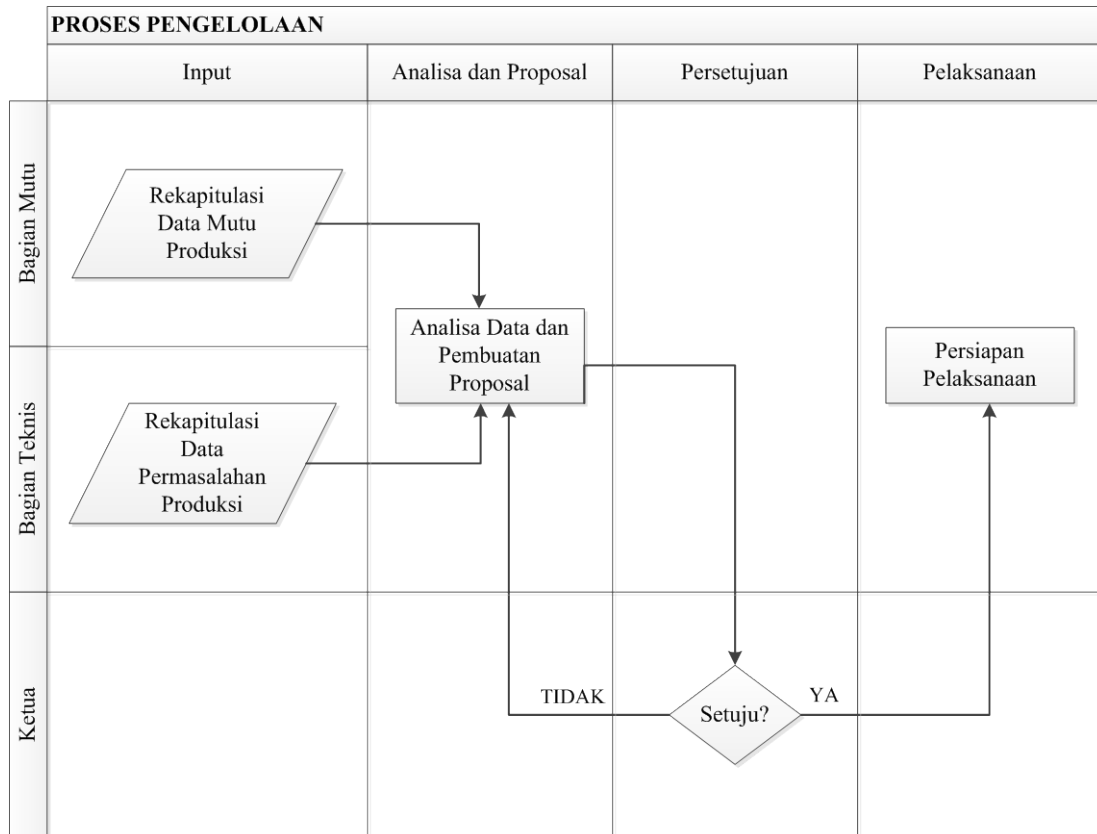 PROSES PENGELOLAAN
Input
Analisa dan Proposal
Persetujuan
Pelaksanaan
Bagian Mutu
Rekapitulasi
Data Mutu
Produksi
Analisa Data dan
Pembuatan
Proposal
Persiapan
Pelaksanaan
Bagian Teknis
Rekapitulasi
Data
Permasalahan
Produksi
Ketua
TIDAK
Setuju?
YA